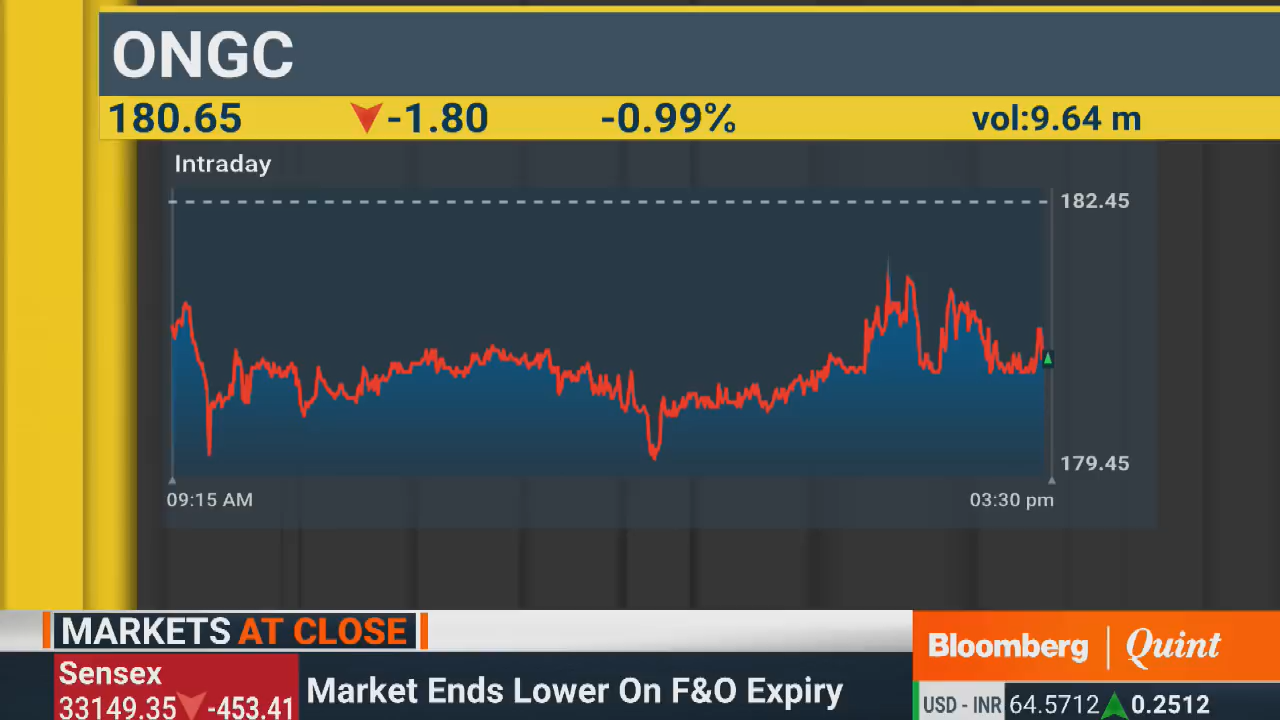 ONGC
180.65 -1.80 -0.99% vol:9.64 m
Intraday
182.45
179.45
09:15 AM 03:30 pm
MARKETS AT CLOSE
Bloomberg | Quint
Sensex
33149.35 -453.41
Market Ends Lower On F&O Expiry
USD - INR 64.5712 0.2512